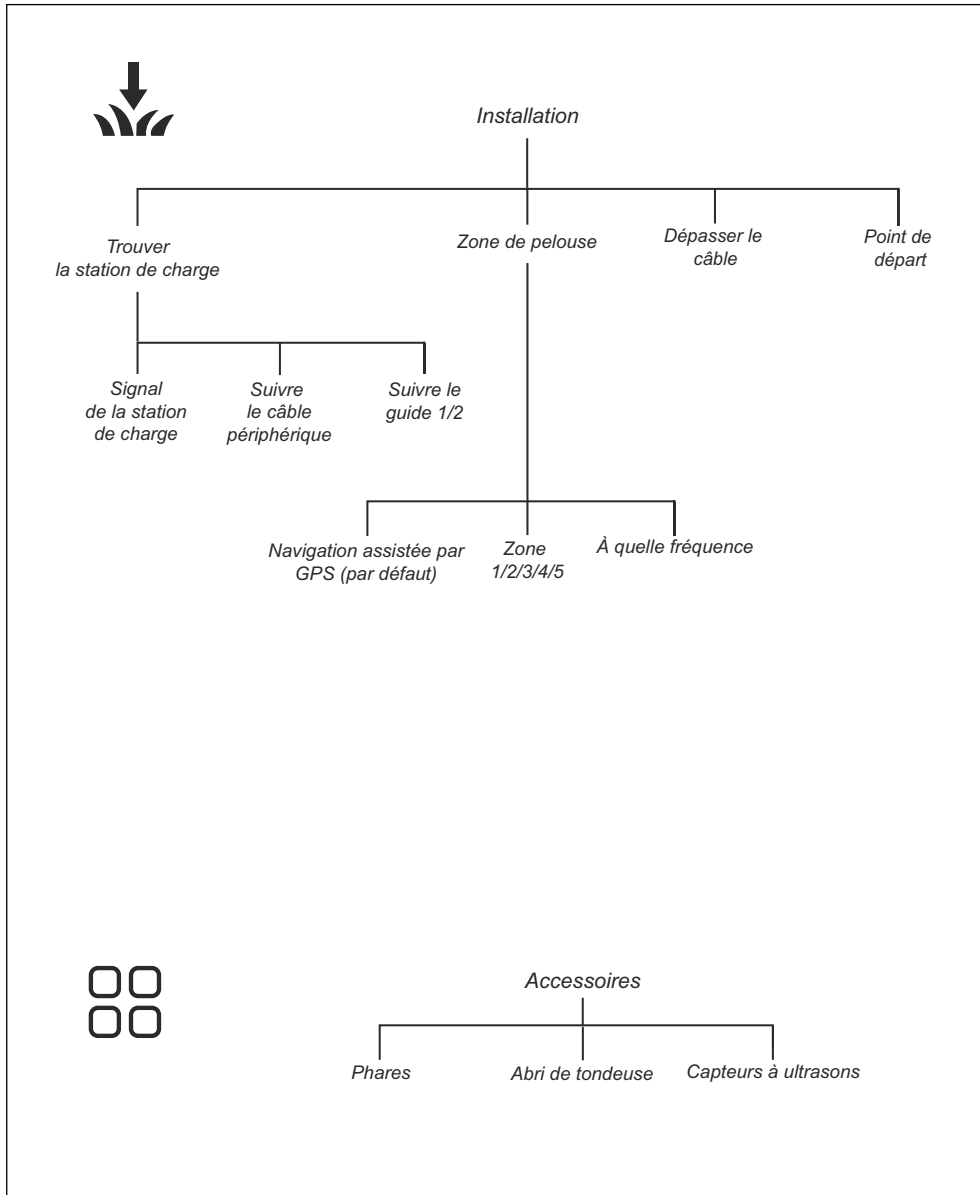 Installation
Trouver
la station de charge
Zone de pelouse
Dépasser le
câble
Point de
départ
Signal
de la station
de charge
Suivre
le câble
périphérique
Suivre le
guide 1/2
Navigation assistée par
GPS (par défaut)
Zone
1/2/3/4/5
À quelle fréquence
Accessoires
Phares
Abri de tondeuse
Capteurs à ultrasons